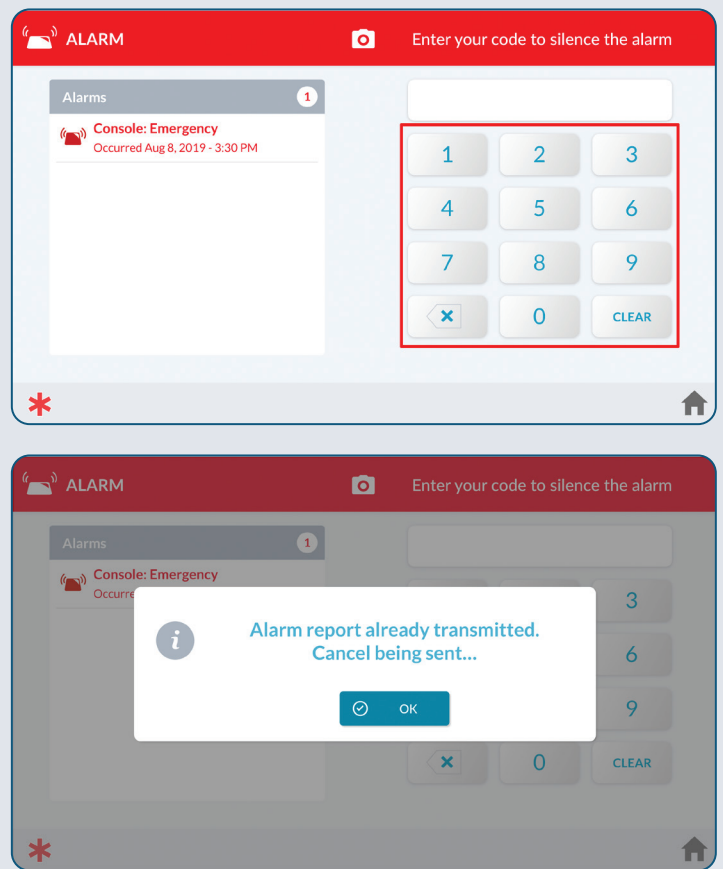 ALARM
Enter your code to silence the alarm
Alarms 1
Console: Emergency
Occurred Aug 8, 2019 - 3:30 PM
1 2 3
4 5 6
7 8 9
0 CLEAR
ALARM
Enter your code to silence the alarm
Alarms 1
Console: Emergency
Occurre
3
Alarm report already transmitted.
Cancel being sent...
6
OK
9
0 CLEAR